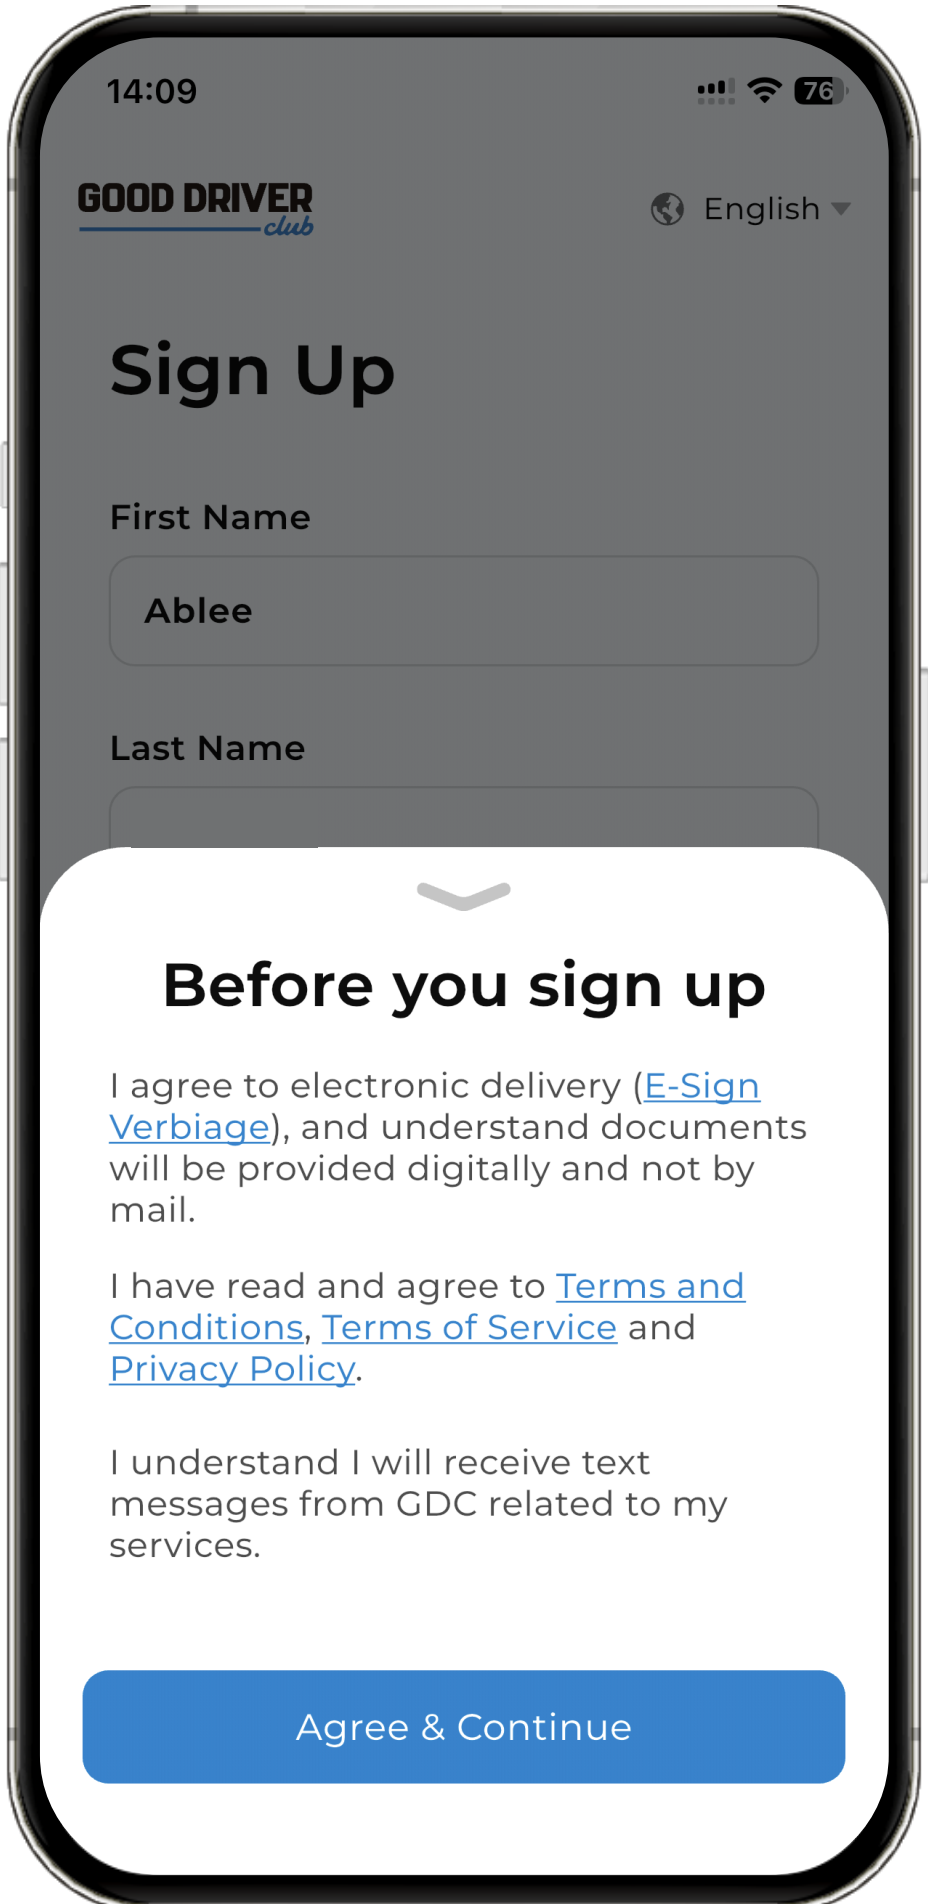 14:09
76
GOOD DRIVER
club
English
Sign Up
First Name
Ablee
Last Name
Before you sign up
I agree to electronic delivery (E-Sign
Verbiage), and understand documents
will be provided digitally and not by
mail.
I have read and agree to Terms and
Conditions, Terms of Service and
Privacy Policy.
I understand I will receive text
messages from GDC related to my
services.
Agree & Continue